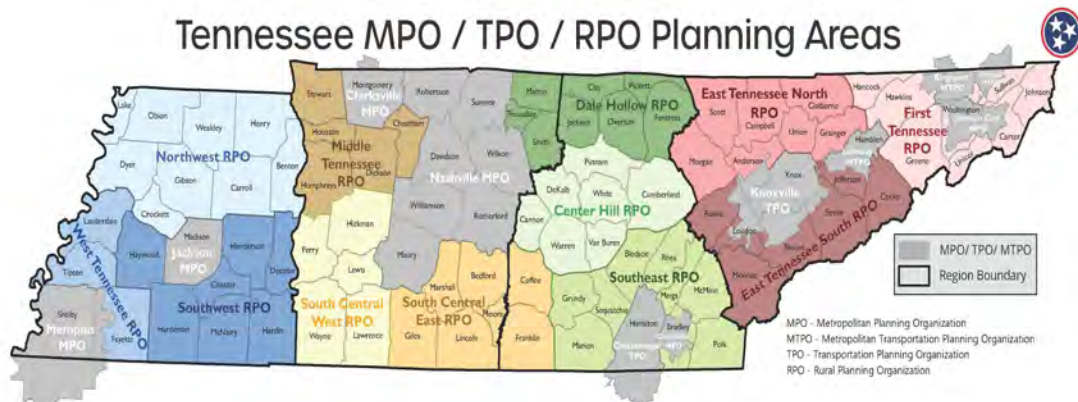 Tennessee MPO / TPO / RPO Planning Areas
Lake
Obion
Weakley
Henry
Dyer
Northwest RPO
Gibson
Carroll
Benton
Crockett
Lauderdale
Tipton
West Tennessee RPO
Haywood
Madison
Jackson
MPO
Henderson
Decatur
Chester
Southwest RPO
Hardeman
McNairy
Hardin
Shelby
Memphis
MPO
Fayette
Stewart
Montgomery
Clarksville
MPO
Robertson
Sumner
Houston
Cheatham
Middle
Tennessee
RPO
Dickson
Humphreys
Davidson
Wilson
Nashville MPO
Williamson
Rutherford
Maury
Hickman
Perry
Lewis
South Central
West RPO
Wayne
Lawrence
Marshall
Bedford
South Central
East RPO
Moore
Giles
Lincoln
Coffee
Franklin
Macon
Trousdale
Smith
Clay
Pickett
Dale Hollow RPO
Jackson
Overton
Fentress
Putnam
DeKalb
White
Cumberland
Cannon
Center Hill RPO
Warren
Van Buren
Bledsoe
Rhea
Southeast RPO
Meigs
McMinn
Grundy
Sequatchie
Hamilton
Bradley
Marion
Chattanooga
TPO
Cleveland
MPO
Polk
East Tennessee North
RPO
Scott
Claiborne
Campbell
Union
Grainger
Morgan
Anderson
Hamblen
MTPO
Knox
Knoxville
TPO
Jefferson
Roane
Loudon
Sevier
Cocke
Blount
Monroe
East Tennessee South RPO
Hancock
Hawkins
Kingsport
MTPO
Sullivan
Johnson
Washington
First
Tennessee
RPO
Carter
Greene
Unicoi
MPO/ TPO/ MTPO
Region Boundary
MPO - Metropolitan Planning Organization
MTPO - Metropolitan Transportation Planning Organization
TPO - Transportation Planning Organization
RPO - Rural Planning Organization